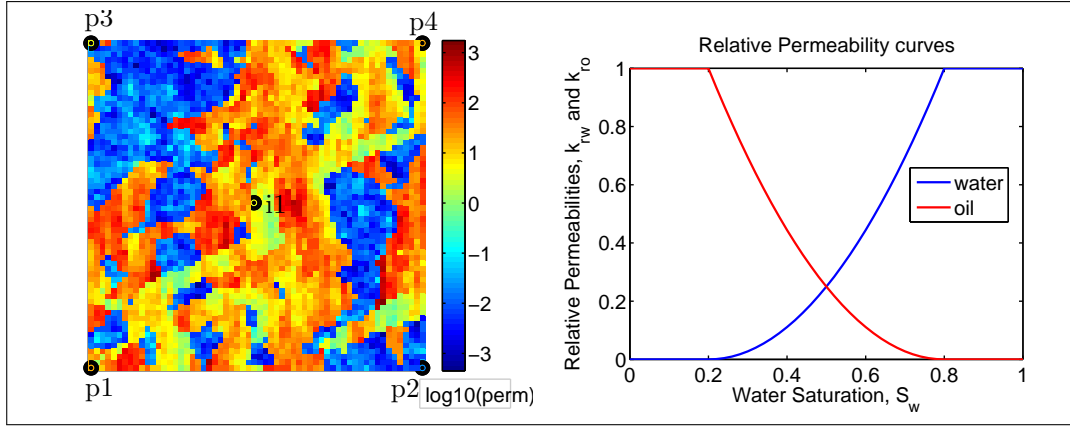 p3
p4
i1
p1
p2
3
2
1
0
−1
−2
−3
log10(perm)
Relative Permeability curves
Relative Permeabilities, k_rw and k_ro
1
0.8
0.6
0.4
0.2
0
0
0.2
0.4
0.6
0.8
1
Water Saturation, S_w
water
oil